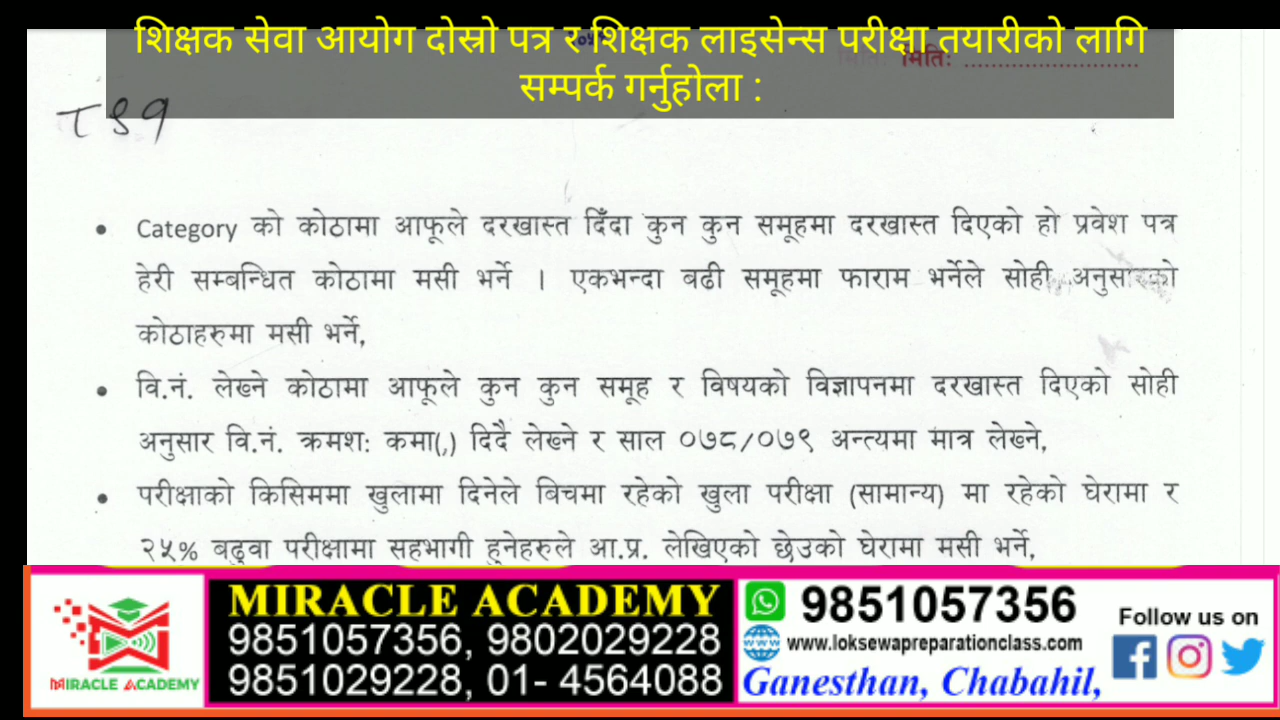 शिक्षक सेवा आयोग दोस्रो पत्र र शिक्षक लाइसेन्स परीक्षा तयारीको लागि
सम्पर्क गर्नुहोला :
मितिः ..........................
• Category को कोठामा आफूले दरखास्त दिँदा कुन कुन समूहमा दरखास्त दिएको हो प्रवेश पत्र
हेरी सम्बन्धित कोठामा मसी भर्ने । एकभन्दा बढी समूहमा फाराम भर्नेले सोही अनुसारको
कोठाहरुमा मसी भर्ने,
• वि.नं. लेख्ने कोठामा आफूले कुन कुन समूह र विषयको विज्ञापनमा दरखास्त दिएको सोही
अनुसार वि.नं. क्रमश: कमा(,) दिदै लेख्ने र साल ०७८/०७९ अन्त्यमा मात्र लेख्ने,
• परीक्षाको किसिममा खुलामा दिनेले बिचमा रहेको खुला परीक्षा (सामान्य) मा रहेको घेरामा र
२५% बढुवा परीक्षामा सहभागी हुनेहरुले आ.प्र. लेखिएको छेउको घेरामा मसी भर्ने,
MIRACLE ACADEMY
MIRACLE ACADEMY
9851057356, 9802029228
9851029228, 01- 4564088
9851057356
www.loksewapreparationclass.com
Ganesthan, Chabahil,
Follow us on